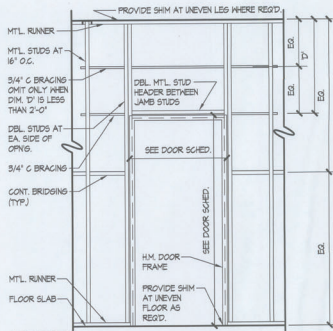 PROVIDE SHIM AT UNEVEN LEG WHERE REQ'D.
MTL. RUNNER
MTL. STUDS AT
16" O.C.
3/4" C BRACING
OMIT ONLY WHEN
DIM. 'D' IS LESS
THAN 2'-0"
DBL. STUDS AT
EA. SIDE OF
OPN'G.
3/4" C BRACING
CONT. BRIDGING
(TYP.)
MTL. RUNNER
FLOOR SLAB
DBL. MTL. STUD
HEADER BETWEEN
JAMB STUDS
SEE DOOR SCHED.
SEE DOOR SCHED.
H.M. DOOR
FRAME
PROVIDE SHIM
AT UNEVEN
FLOOR AS
REQ'D.
'D'
EQ.
EQ.
EQ.
EQ.